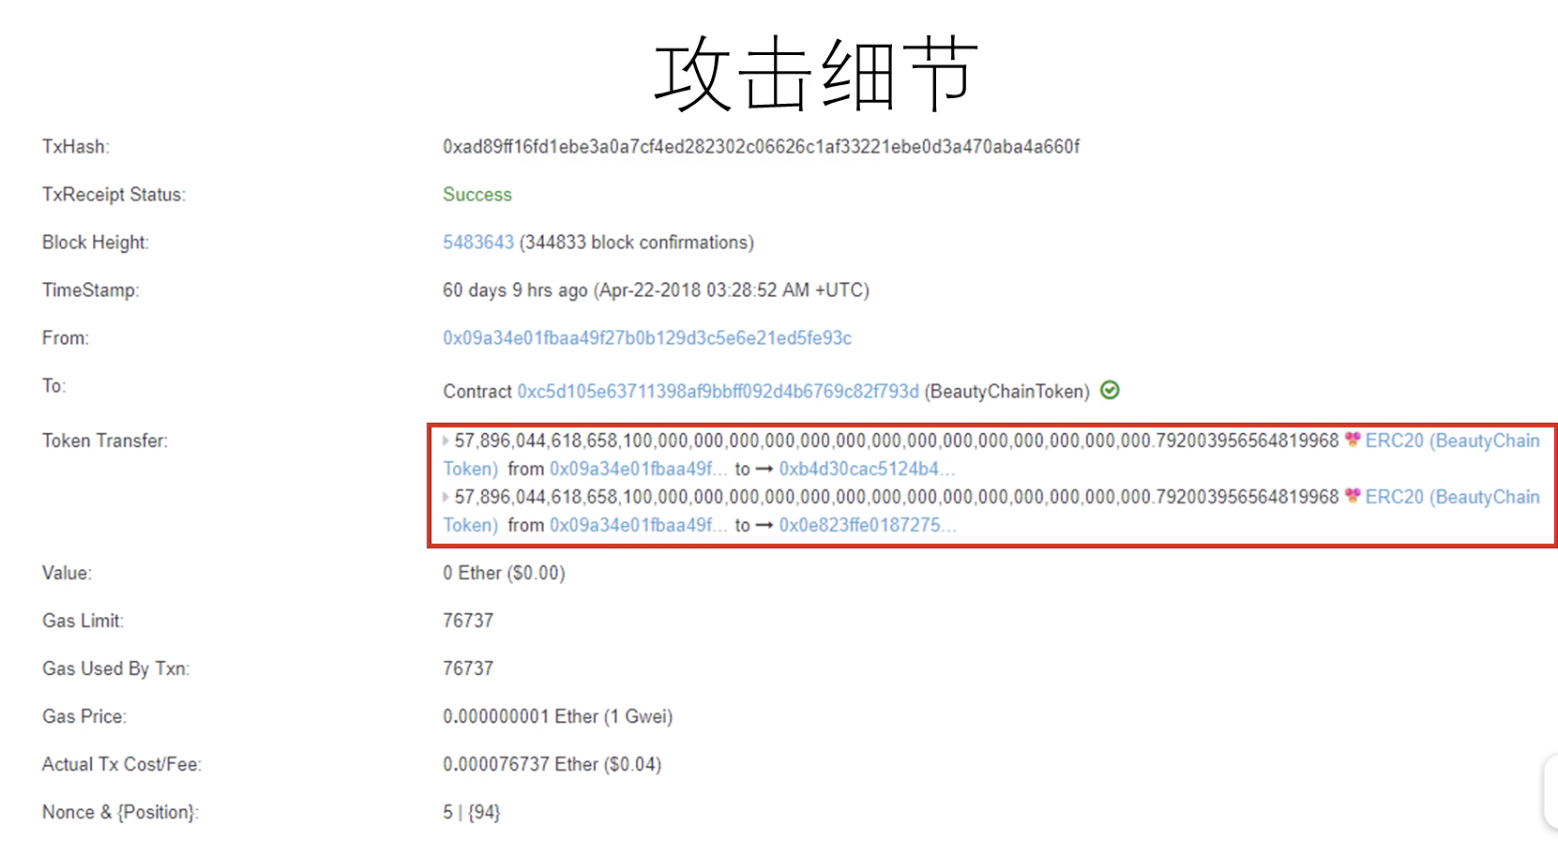 攻击细节
TxHash: 0xad89ff16fd1ebe3a0a7cf4ed282302c06626c1af33221ebe0d3a470aba4a660f
TxReceipt Status: Success
Block Height: 5483643 (344833 block confirmations)
TimeStamp: 60 days 9 hrs ago (Apr-22-2018 03:28:52 AM +UTC)
From: 0x09a34e01fbaa49f27b0b129d3c5e6e21ed5fe93c
To: Contract 0xc5d105e63711398af9bbff092d4b6769c82f793d (BeautyChainToken)
Token Transfer: 57,896,044,618,658,100,000,000,000,000,000,000,000,000,000,000,000,000,000,000.792003956564819968 ERC20 (BeautyChain
Token) from 0x09a34e01fbaa49f... to → 0xb4d30cac5124b4...
57,896,044,618,658,100,000,000,000,000,000,000,000,000,000,000,000,000,000,000.792003956564819968 ERC20 (BeautyChain
Token) from 0x09a34e01fbaa49f... to → 0x0e823ffe0187275...
Value: 0 Ether ($0.00)
Gas Limit: 76737
Gas Used By Txn: 76737
Gas Price: 0.000000001 Ether (1 Gwei)
Actual Tx Cost/Fee: 0.000076737 Ether ($0.04)
Nonce & {Position}: 5 | {94}